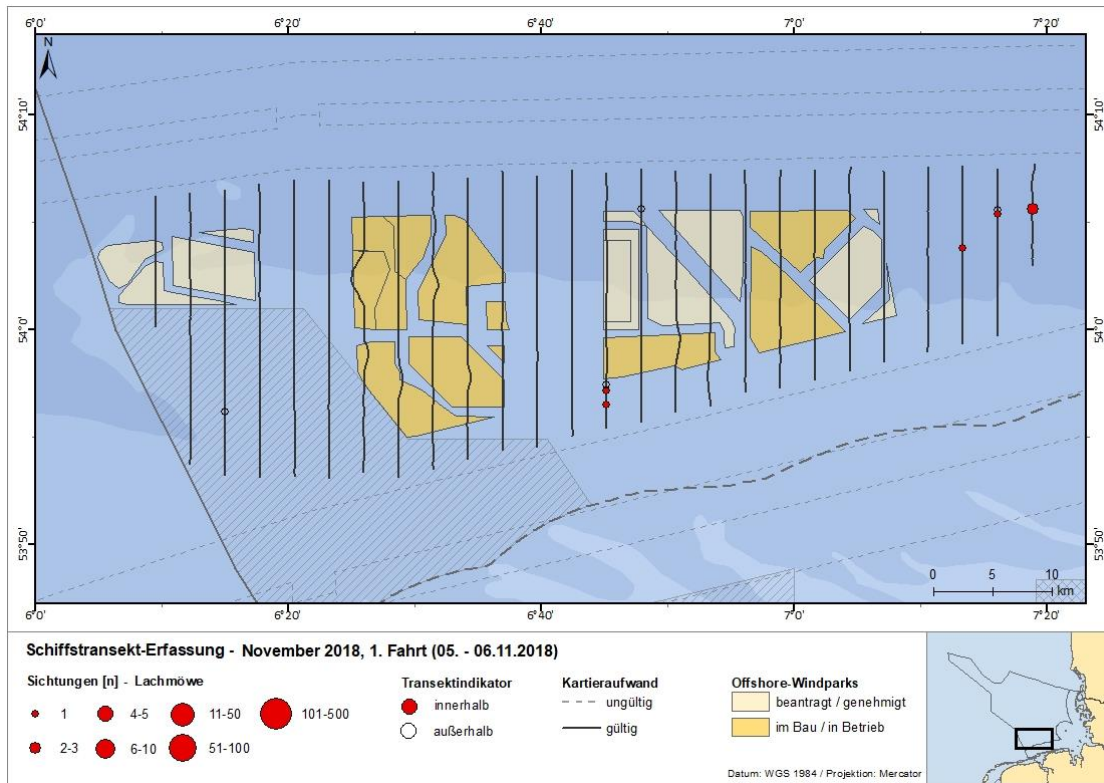 6°0' 6°20' 6°40' 7°0' 7°20'
N
54°10' 54°10'
54°0' 54°0'
53°50' 53°50'
0 5 10
km
6°0' 6°20' 6°40' 7°0' 7°20'
Schiffstransekt-Erfassung - November 2018, 1. Fahrt (05. - 06.11.2018)
Sichtungen [n] - Lachmöwe
1 4-5 11-50 101-500
2-3 6-10 51-100
Transektindikator
innerhalb
außerhalb
Kartieraufwand
ungültig
gültig
Offshore-Windparks
beantragt / genehmigt
im Bau / in Betrieb
Datum: WGS 1984 / Projektion: Mercator